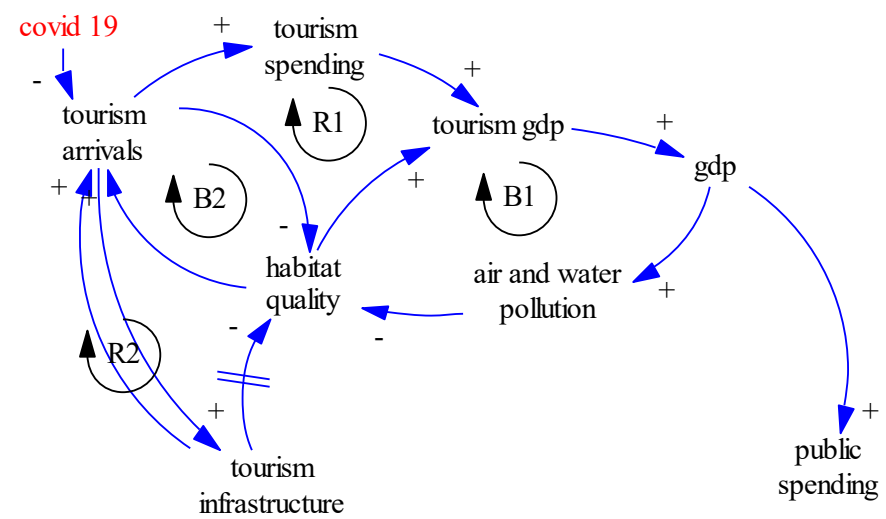 covid 19
-
+
tourism
spending
+
tourism
arrivals
R1
tourism gdp
+
gdp
+
+
B2
-
+
B1
habitat
quality
air and water
pollution
+
-
-
R2
+
+
tourism
infrastructure
public
spending